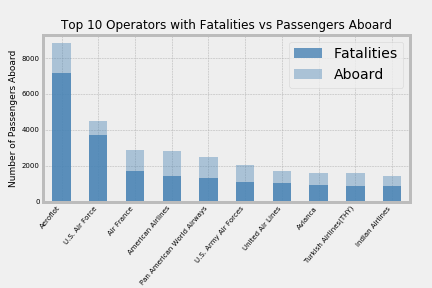 Top 10 Operators with Fatalities vs Passengers Aboard
Fatalities
Aboard
Number of Passengers Aboard
8000
6000
4000
2000
0
Aeroflot
U.S. Air Force
Air France
American Airlines
Pan American World Airways
U.S. Army Air Forces
United Air Lines
Avianca
Turkish Airlines(THY)
Indian Airlines